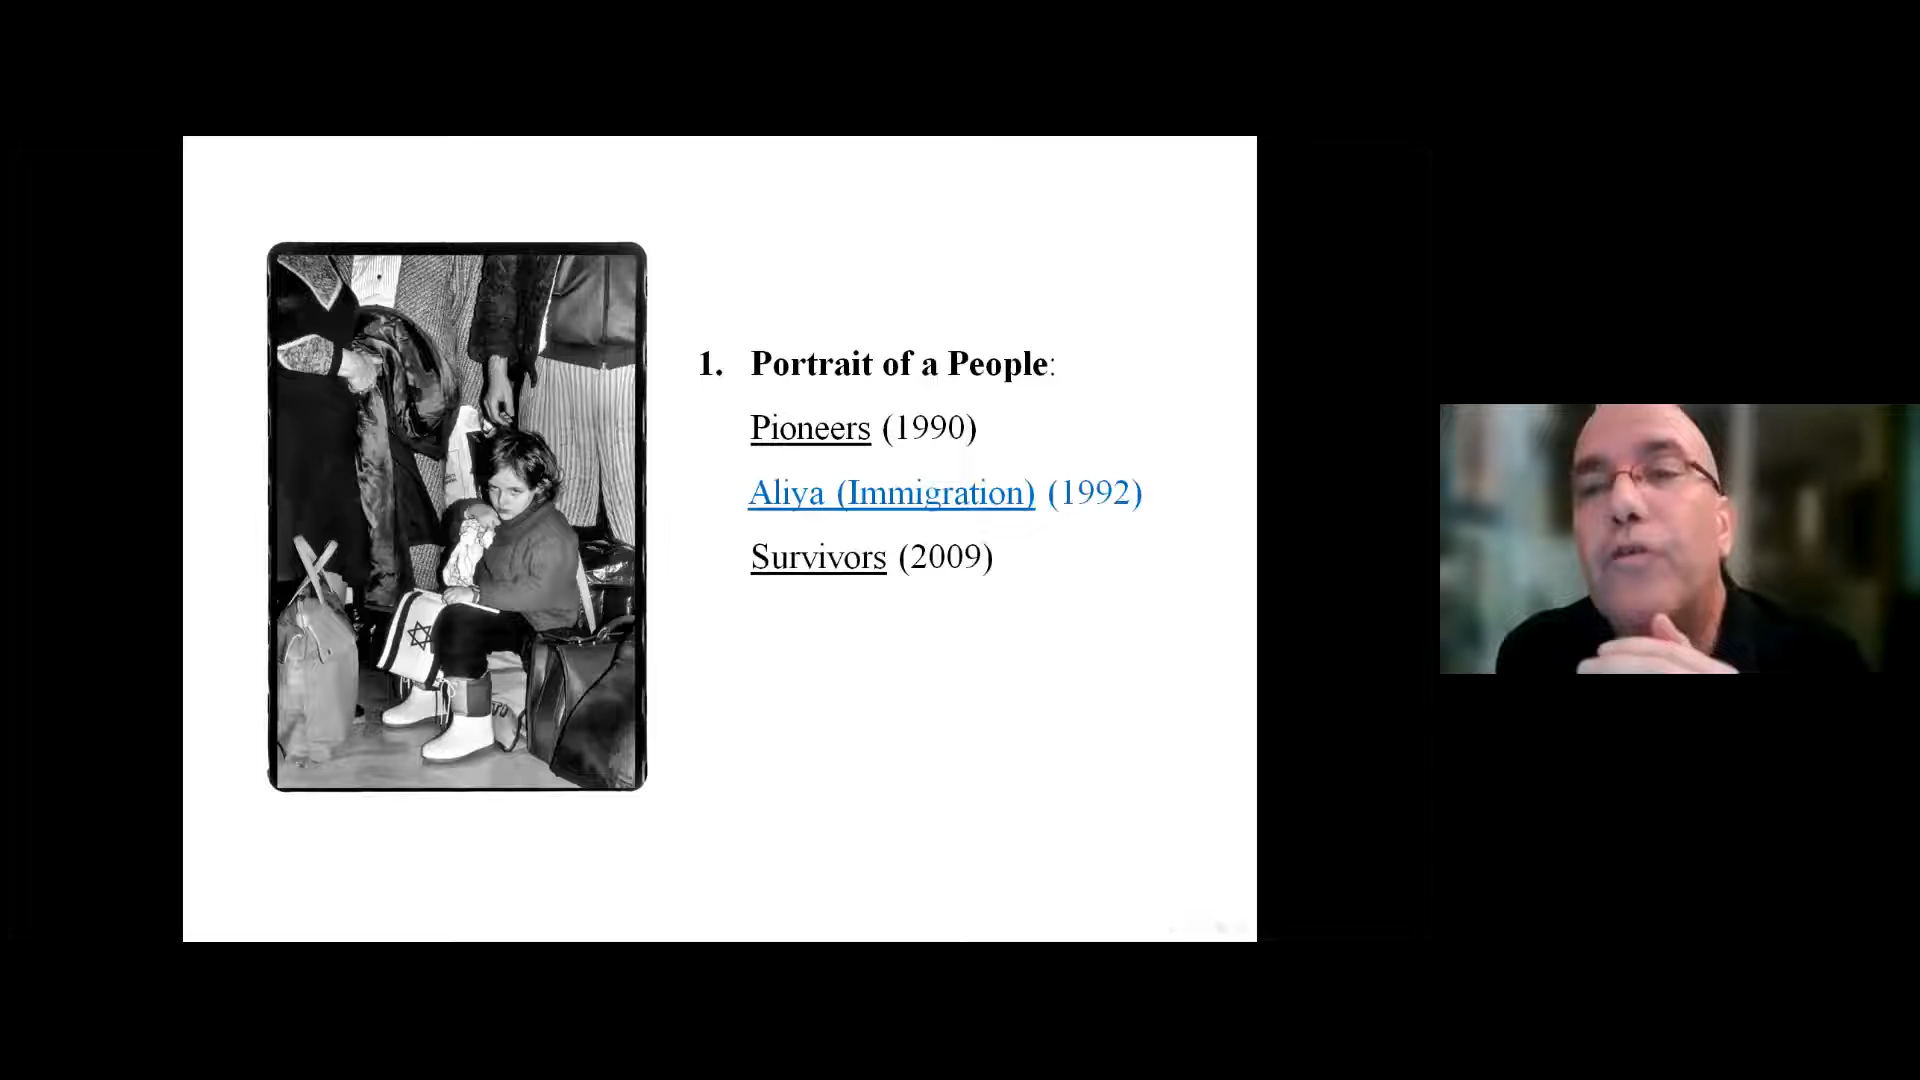 1. Portrait of a People:
Pioneers (1990)
Aliya (Immigration) (1992)
Survivors (2009)